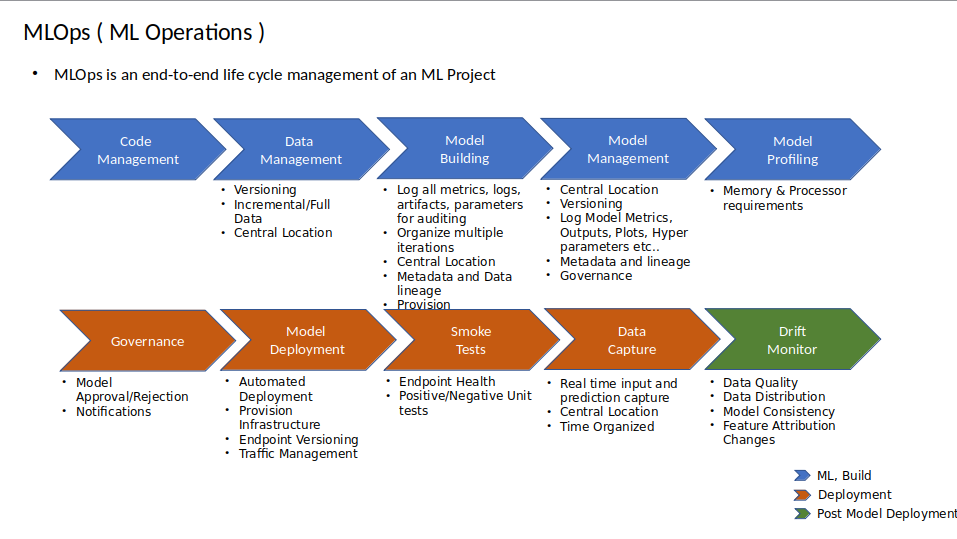 MLOps ( ML Operations )
• MLOps is an end-to-end life cycle management of an ML Project
Code
Management
Data
Management
Model
Building
Model
Management
Model
Profiling
• Versioning
• Incremental/Full
Data
• Central Location
• Log all metrics, logs,
artifacts, parameters
for auditing
• Organize multiple
iterations
• Central Location
• Metadata and Data
lineage
• Provision
• Central Location
• Versioning
• Log Model Metrics,
Outputs, Plots, Hyper
parameters etc..
• Metadata and lineage
• Governance
• Memory & Processor
requirements
Governance
Model
Deployment
Smoke
Tests
Data
Capture
Drift
Monitor
• Model
Approval/Rejection
• Notifications
• Automated
Deployment
• Provision
Infrastructure
• Endpoint Versioning
• Traffic Management
• Endpoint Health
• Positive/Negative Unit
tests
• Real time input and
prediction capture
• Central Location
• Time Organized
• Data Quality
• Data Distribution
• Model Consistency
• Feature Attribution
Changes
ML, Build
Deployment
Post Model Deployment